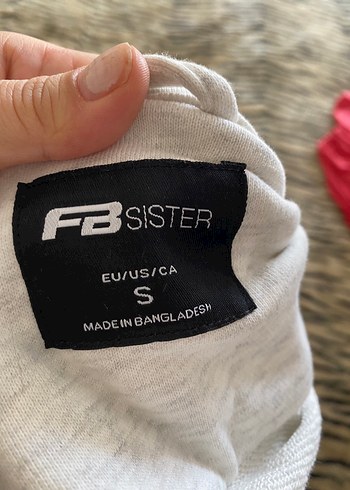 FB SISTER
EU/US/CA
S
MADE IN BANGLADESH